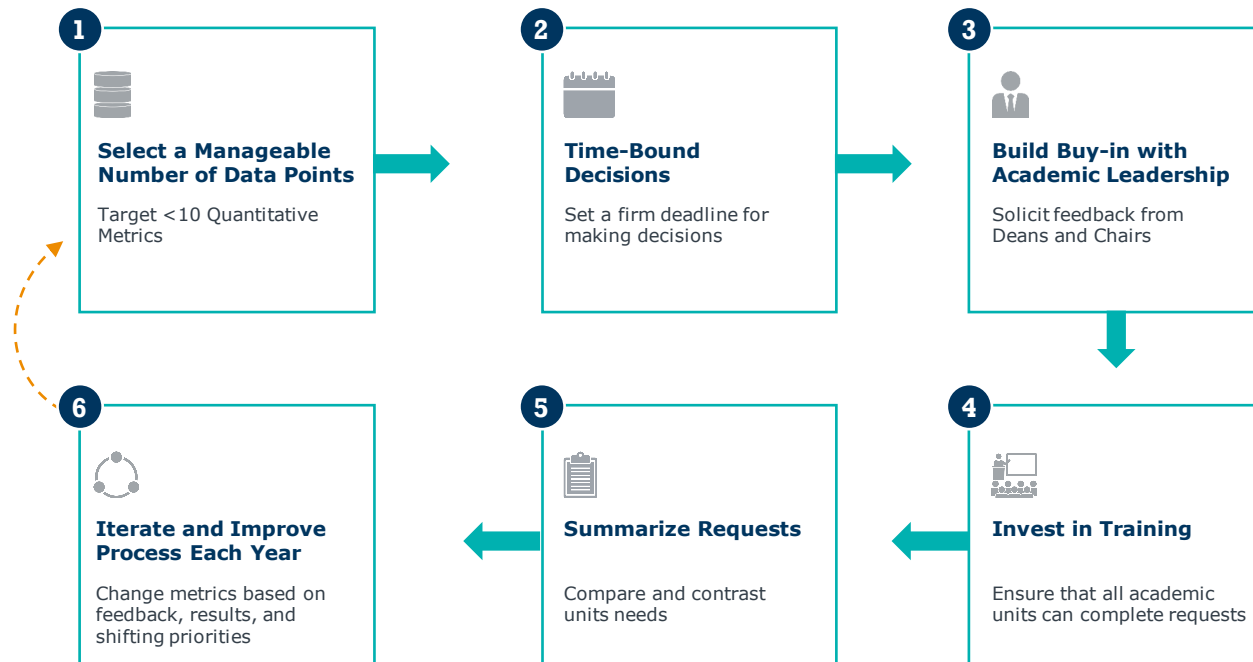 1
Select a Manageable
Number of Data Points
Target <10 Quantitative
Metrics
2
Time-Bound
Decisions
Set a firm deadline for
making decisions
3
Build Buy-in with
Academic Leadership
Solicit feedback from
Deans and Chairs
4
Invest in Training
Ensure that all academic
units can complete requests
5
Summarize Requests
Compare and contrast
units needs
6
Iterate and Improve
Process Each Year
Change metrics based on
feedback, results, and
shifting priorities